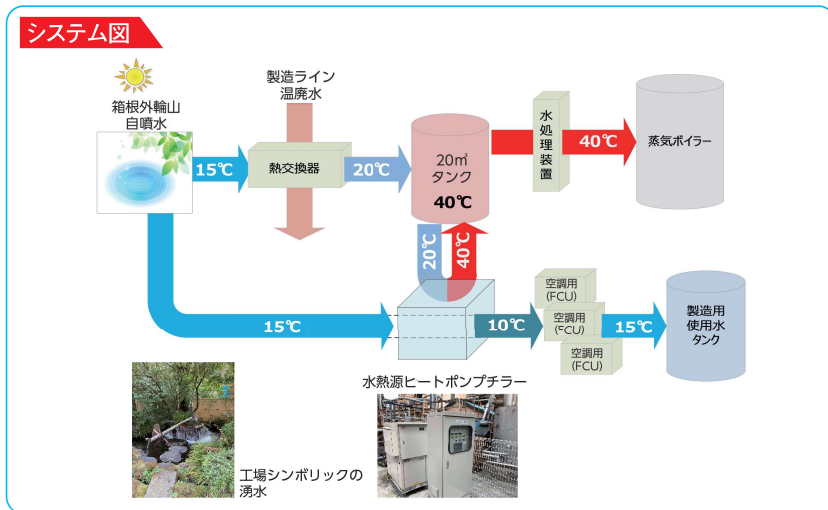 システム図
箱根外輪山
自噴水
製造ライン
温廃水
15℃
熱交換器
20℃
20㎥
タンク
40℃
水処理装置
40℃
蒸気ボイラー
20℃
40℃
15℃
10℃
空調用
(FCU)
空調用
(FCU)
空調用
(FCU)
15℃
製造用
使用水
タンク
水熱源ヒートポンプチラー
工場シンボリックの
湧水